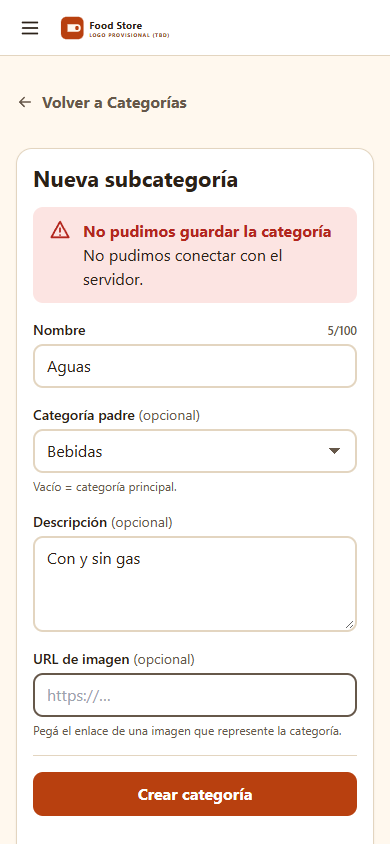 Food Store
LOGO PROVISIONAL (TBD)
Volver a Categorías
Nueva subcategoría
No pudimos guardar la categoría
No pudimos conectar con el
servidor.
Nombre
5/100
Aguas
Categoría padre (opcional)
Bebidas
Vacío = categoría principal.
Descripción (opcional)
Con y sin gas
URL de imagen (opcional)
https://...
Pegá el enlace de una imagen que represente la categoría.
Crear categoría